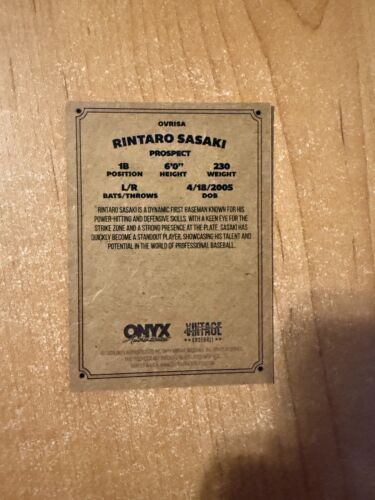 OVRISA
RINTARO SASAKI
PROSPECT
1B 6'0" 230
POSITION HEIGHT WEIGHT
L/R 4/18/2005
BATS/THROWS DOB
RINTARO SASAKI IS A DYNAMIC FIRST BASEMAN KNOWN FOR HIS
POWER-HITTING AND DEFENSIVE SKILLS. WITH A KEEN EYE FOR THE
STRIKE ZONE AND A STRONG PRESENCE AT THE PLATE, SASAKI HAS
QUICKLY BECOME A STANDOUT PLAYER, SHOWCASING HIS TALENT AND
POTENTIAL IN THE WORLD OF PROFESSIONAL BASEBALL.
ONYX VINTAGE
Authenticated BASEBALL